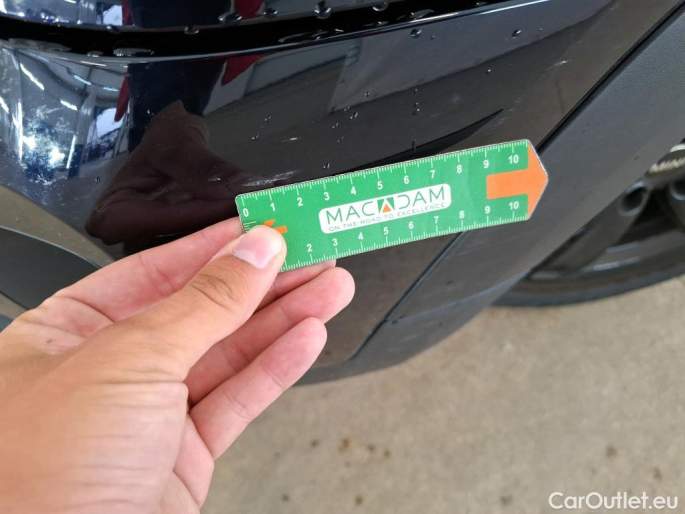 0 1 2 3 4 5 6 7 8 9 10
MACADAM
ON THE ROAD TO EXCELLENCE
2 3 4 5 6 7 8 9 10
CarOutlet.eu